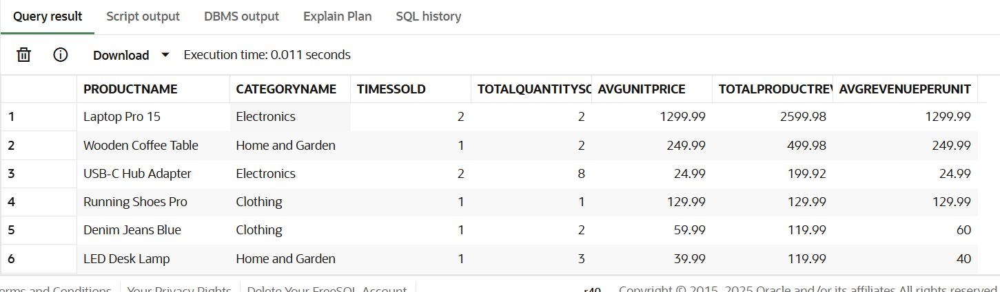 Query result Script output DBMS output Explain Plan SQL history
Download Execution time: 0.011 seconds
PRODUCTNAME CATEGORYNAME TIMESSOLD TOTALQUANTITYSO AVGUNITPRICE TOTALPRODUCTREV AVGREVENUEPERUNIT
1 Laptop Pro 15 Electronics 2 2 1299.99 2599.98 1299.99
2 Wooden Coffee Table Home and Garden 1 2 249.99 499.98 249.99
3 USB-C Hub Adapter Electronics 2 8 24.99 199.92 24.99
4 Running Shoes Pro Clothing 1 1 129.99 129.99 129.99
5 Denim Jeans Blue Clothing 1 2 59.99 119.99 60
6 LED Desk Lamp Home and Garden 1 3 39.99 119.99 40
erms and Conditions Your Privacy Rights Delete Your FreeSQL Account r40 Copyright © 2015, 2025 Oracle and/or its affiliates All rights reserved